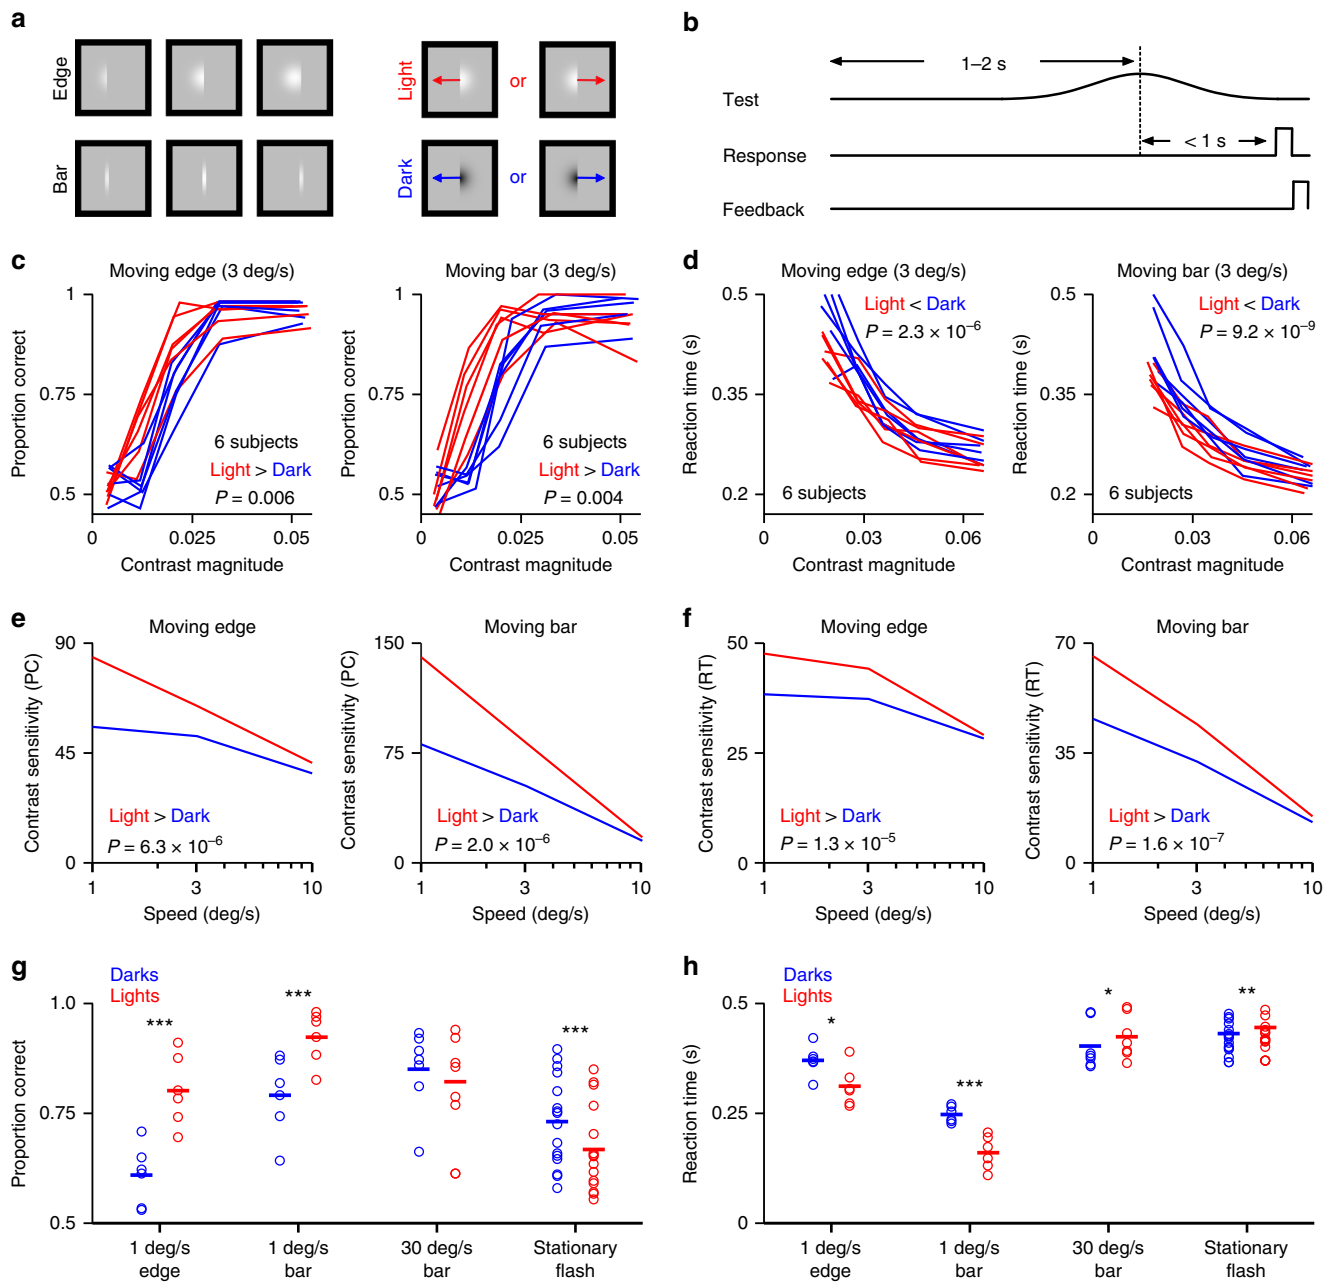 a
Edge
Bar
Light
or
Dark
or
b
1–2 s
Test
< 1 s
Response
Feedback
c
Moving edge (3 deg/s)
Proportion correct
1
0.75
0.5
6 subjects
Light > Dark
P = 0.006
0
0.025
0.05
Contrast magnitude
Moving bar (3 deg/s)
Proportion correct
1
0.75
0.5
6 subjects
Light > Dark
P = 0.004
0
0.025
0.05
Contrast magnitude
d
Moving edge (3 deg/s)
Reaction time (s)
0.5
0.35
0.2
Light < Dark
P = 2.3 × 10–6
6 subjects
0
0.03
0.06
Contrast magnitude
Moving bar (3 deg/s)
Reaction time (s)
0.5
0.35
0.2
Light < Dark
P = 9.2 × 10–9
6 subjects
0
0.03
0.06
Contrast magnitude
e
Moving edge
Contrast sensitivity (PC)
90
45
0
Light > Dark
P = 6.3 × 10–6
1
3
10
Speed (deg/s)
Moving bar
Contrast sensitivity (PC)
150
75
0
Light > Dark
P = 2.0 × 10–6
1
3
10
Speed (deg/s)
f
Moving edge
Contrast sensitivity (RT)
50
25
0
Light > Dark
P = 1.3 × 10–5
1
3
10
Speed (deg/s)
Moving bar
Contrast sensitivity (RT)
70
35
0
Light > Dark
P = 1.6 × 10–7
1
3
10
Speed (deg/s)
g
Darks
Lights
Proportion correct
1.0
0.75
0.5
***
***
***
1 deg/s
edge
1 deg/s
bar
30 deg/s
bar
Stationary
flash
h
Darks
Lights
Reaction time (s)
0.5
0.25
0
*
***
*
**
1 deg/s
edge
1 deg/s
bar
30 deg/s
bar
Stationary
flash